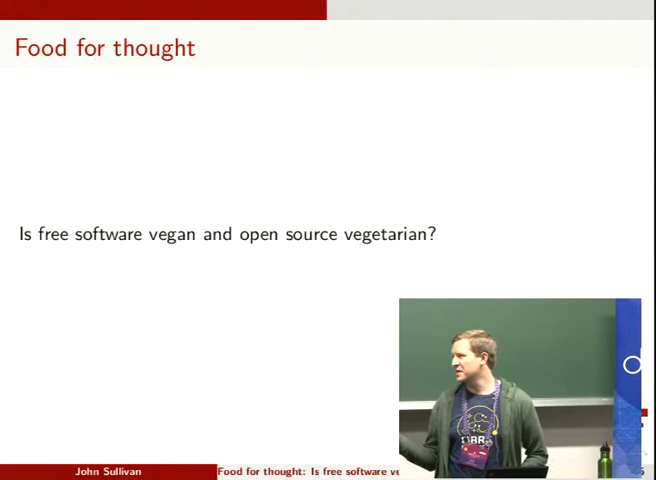 Food for thought
Is free software vegan and open source vegetarian?
John Sullivan
Food for thought: Is free software ve